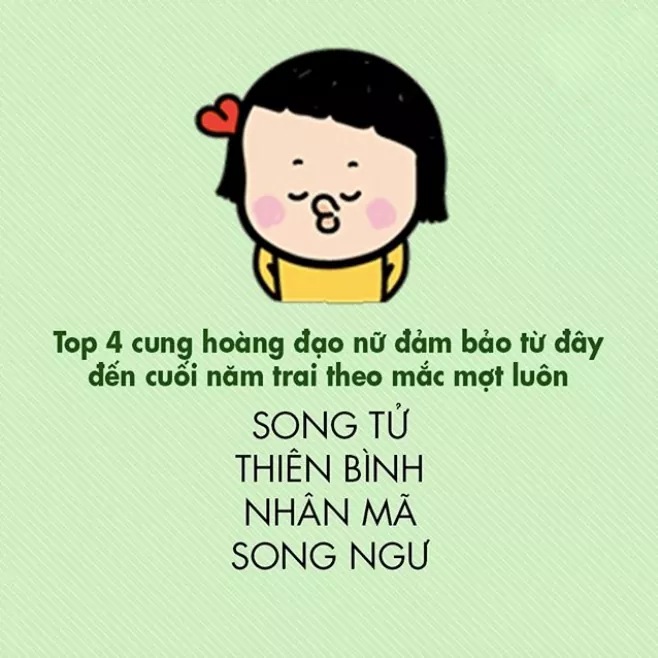 Top 4 cung hoàng đạo nữ đảm bảo từ đây
đến cuối năm trai theo mắc mợt luôn
SONG TỬ
THIÊN BÌNH
NHÂN MÃ
SONG NGƯ